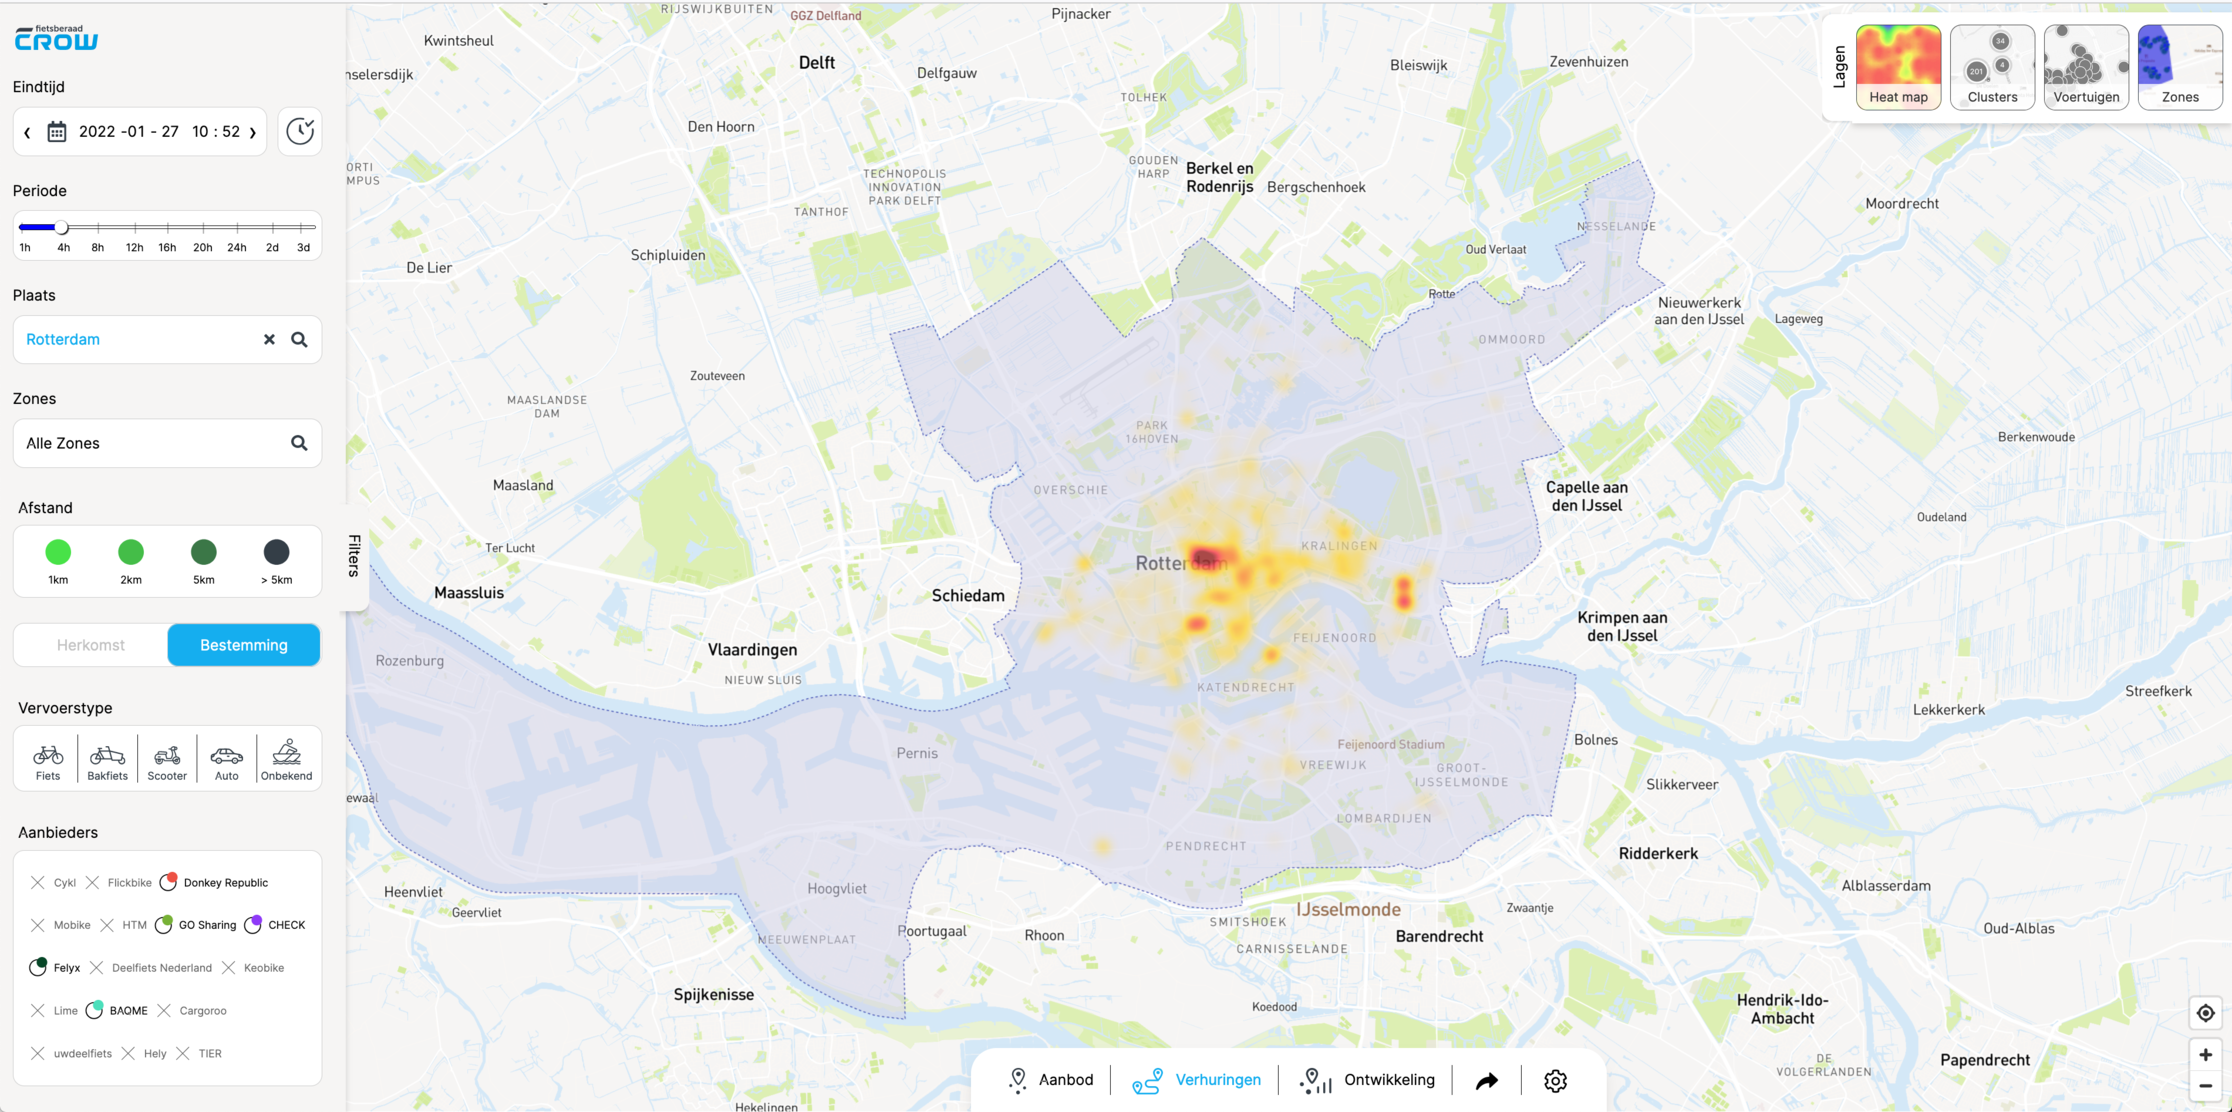 fietsberaad
CROW
Eindtijd
2022 -01 - 27 10 : 52
Periode
1h 4h 8h 12h 16h 20h 24h 2d 3d
Plaats
Rotterdam
Zones
Alle Zones
Afstand
1km 2km 5km > 5km
Herkomst Bestemming
Vervoerstype
Fiets Bakfiets Scooter Auto Onbekend
Aanbieders
Cykl Flickbike Donkey Republic
Mobike HTM GO Sharing CHECK
Felyx Deelfiets Nederland Keobike
Lime BAQME Cargoroo
uwdeelfiets Hely TIER
Filters
Lagen
Heat map Clusters Voertuigen Zones
34
201 4
RIJSWIJKBUITEN
GGZ Delfland
Pijnacker
Kwintsheul
Delft
Bleiswijk
Zevenhuizen
nselersdijk
Delfgauw
TOLHEK
Den Hoorn
ORTI
MPUS
GOUDEN
HARP
Berkel en
Rodenrijs
Bergschenhoek
TECHNOPOLIS
INNOVATION
PARK DELFT
TANTHOF
Moordrecht
NESSELANDE
Schipluiden
Oud Verlaat
De Lier
Rotte
Nieuwerkerk
aan den IJssel
Lageweg
OMMOORD
Zouteveen
MAASLANDSE
DAM
PARK
16HOVEN
Berkenwoude
Maasland
OVERSCHIE
Capelle aan
den IJssel
Oudeland
Ter Lucht
KRALINGEN
Rotterdam
Maassluis
Schiedam
Krimpen aan
den IJssel
FEIJENOORD
Vlaardingen
Rozenburg
NIEUW SLUIS
KATENDRECHT
Streefkerk
Lekkerkerk
Bolnes
Feijenoord Stadium
Pernis
VREEWIJK
GROOT-
IJSSELMONDE
Slikkerveer
ewaal
LOMBARDIJEN
PENDRECHT
Ridderkerk
Heenvliet
Hoogvliet
Alblasserdam
Geervliet
IJsselmonde
Zwaantje
SMITSHOEK
Poortugaal
Rhoon
Barendrecht
Oud-Alblas
MEEUWENPLAAT
CARNISSELANDE
Spijkenisse
Koedood
Hendrik-Ido-
Ambacht
DE
VOLGERLANDEN
Papendrecht
Hekelingen
Aanbod Verhuringen Ontwikkeling